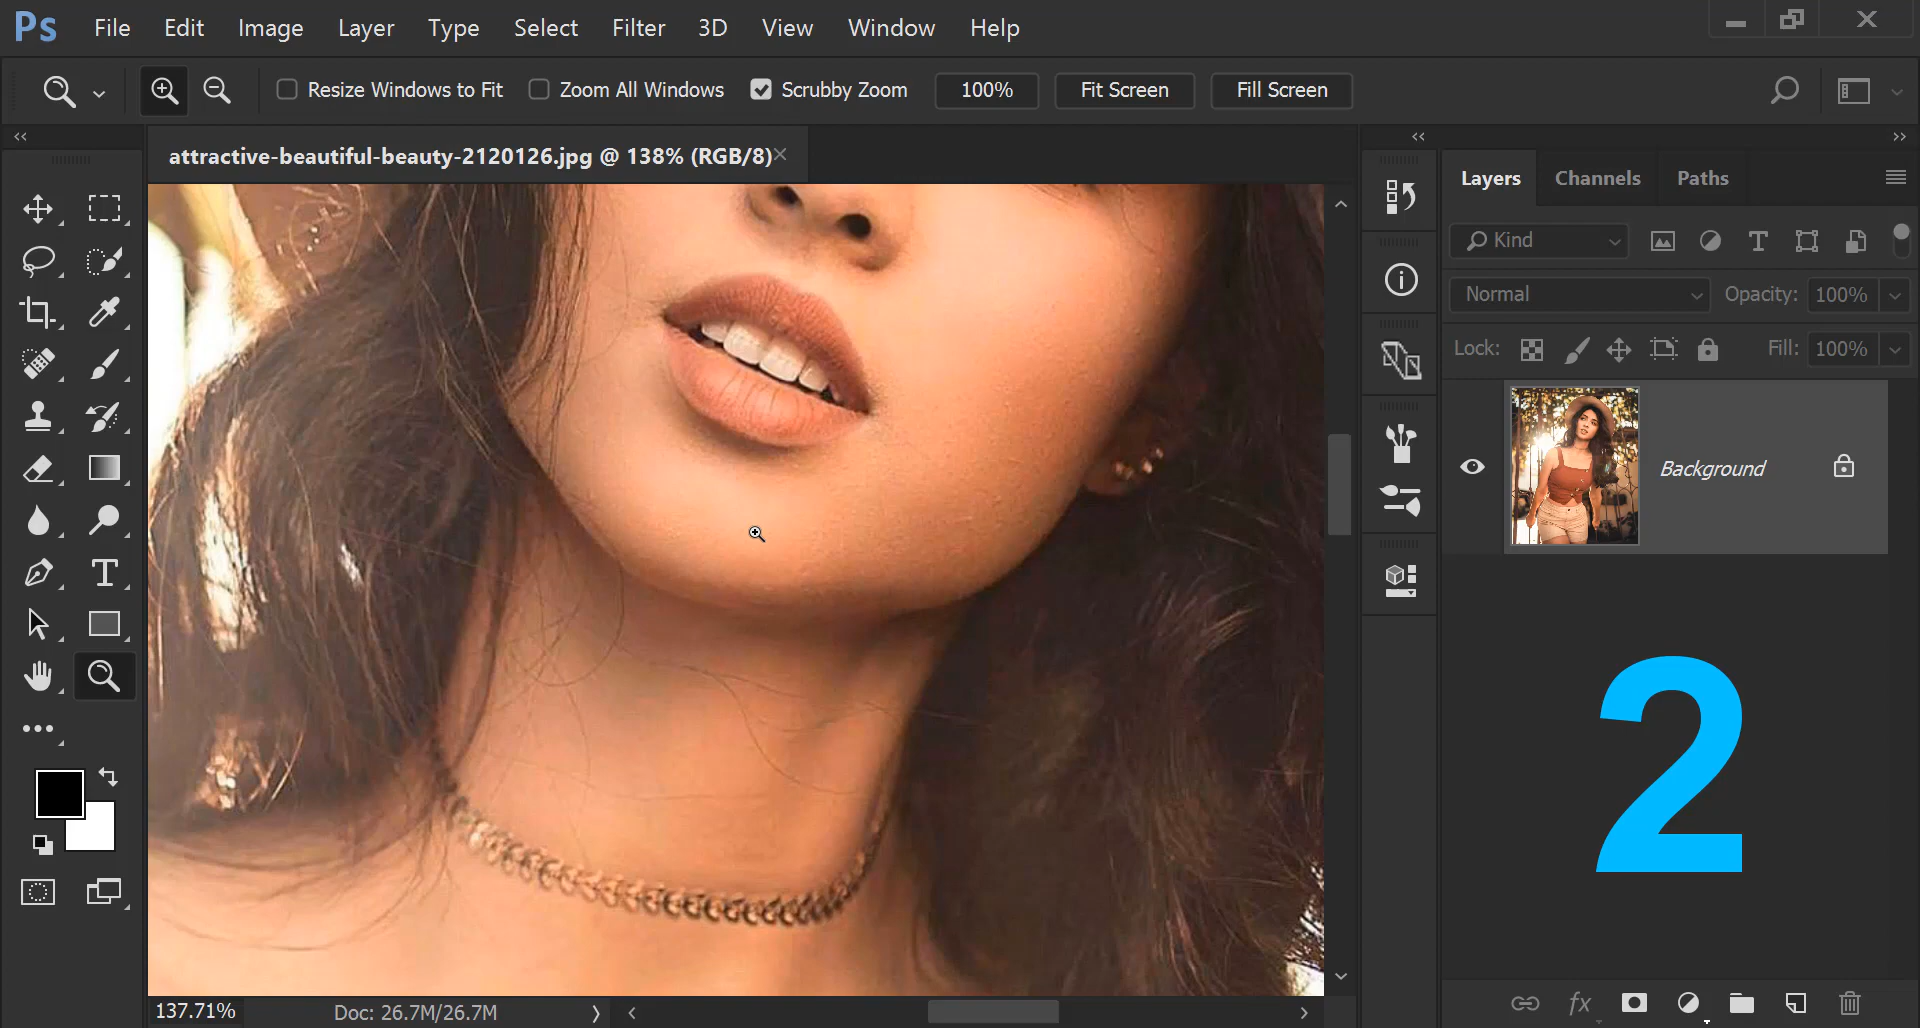 Ps File Edit Image Layer Type Select Filter 3D View Window Help
Resize Windows to Fit Zoom All Windows Scrubby Zoom 100% Fit Screen Fill Screen
attractive-beautiful-beauty-2120126.jpg @ 138% (RGB/8)
Layers Channels Paths
Kind
Normal Opacity: 100%
Lock: Fill: 100%
Background
2
137.71% Doc: 26.7M/26.7M
fx